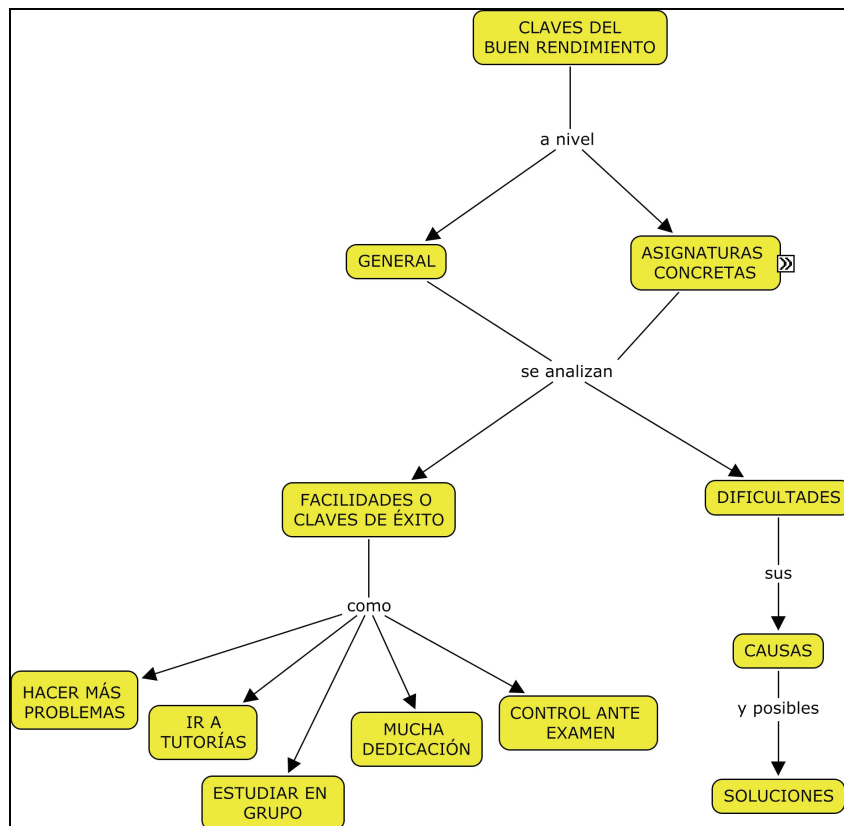 CLAVES DEL
BUEN RENDIMIENTO
a nivel
GENERAL
ASIGNATURAS
CONCRETAS
se analizan
FACILIDADES O
CLAVES DE ÉXITO
DIFICULTADES
sus
como
CAUSAS
HACER MÁS
PROBLEMAS
IR A
TUTORÍAS
ESTUDIAR EN
GRUPO
MUCHA
DEDICACIÓN
CONTROL ANTE
EXAMEN
y posibles
SOLUCIONES